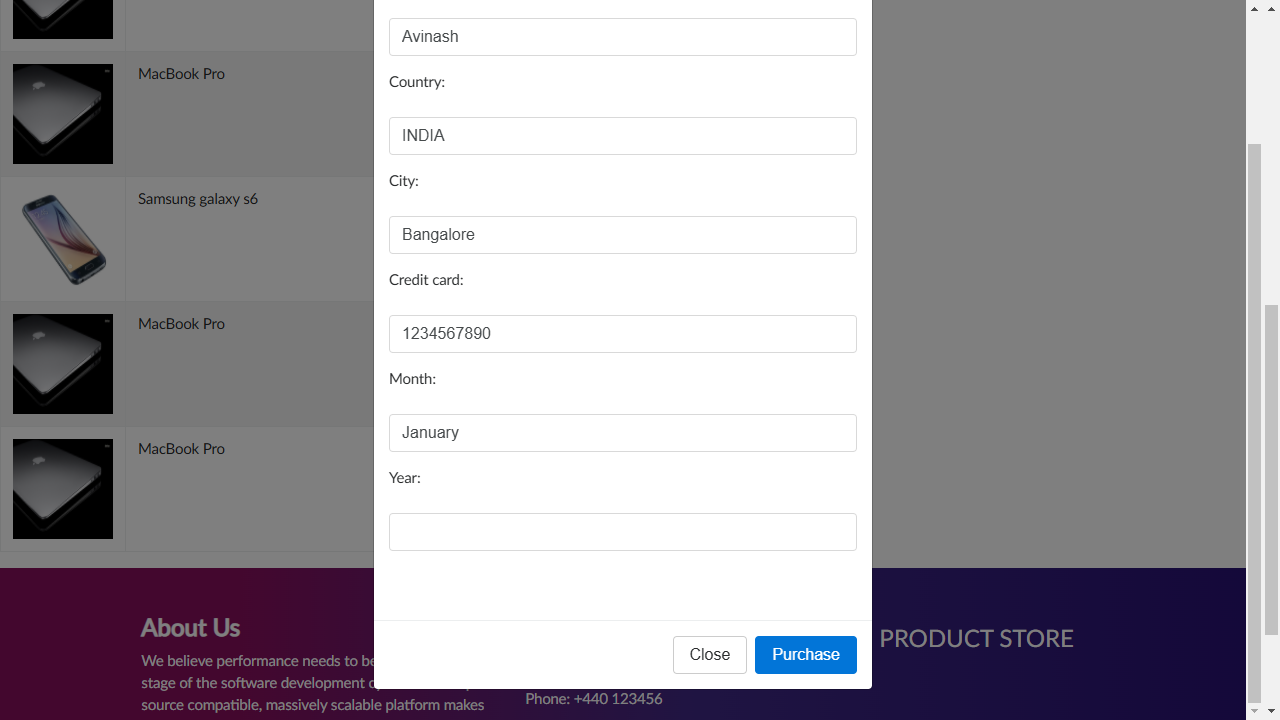 MacBook Pro
Samsung galaxy s6
MacBook Pro
MacBook Pro
Avinash
Country:
INDIA
City:
Bangalore
Credit card:
1234567890
Month:
January
Year:
Close
Purchase
About Us
We believe performance needs to be
stage of the software development
source compatible, massively scalable platform makes
Phone: +440 123456
PRODUCT STORE